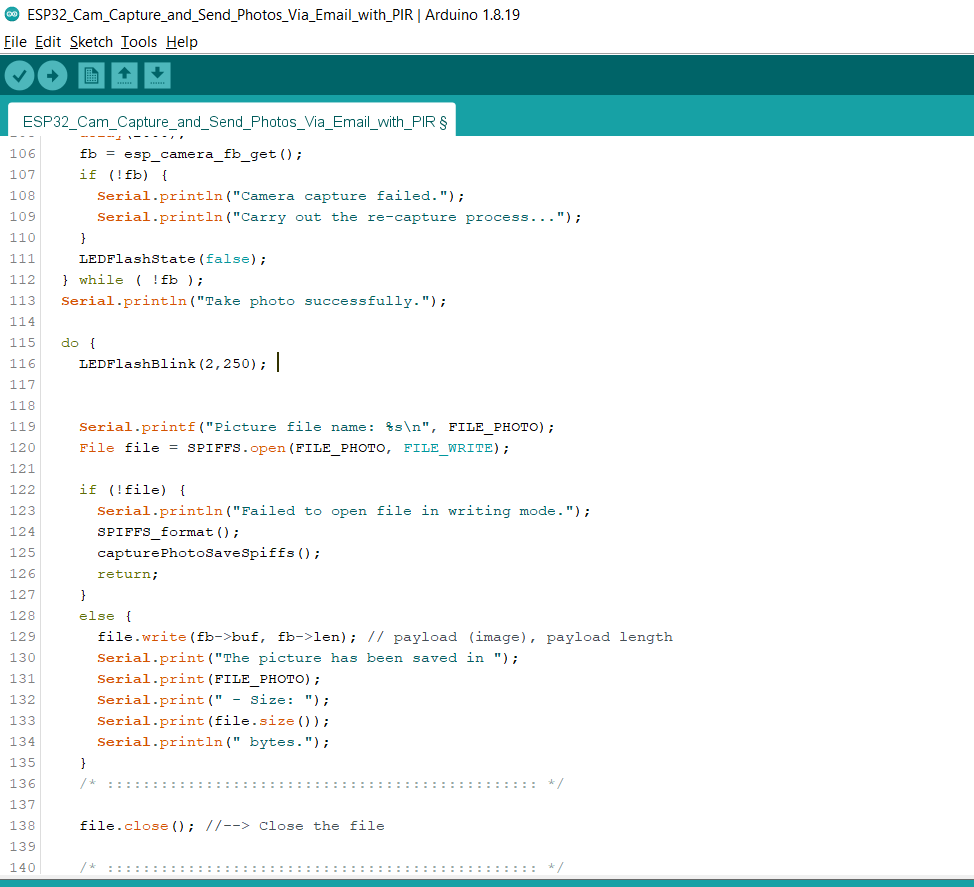 ESP32_Cam_Capture_and_Send_Photos_Via_Email_with_PIR | Arduino 1.8.19
File Edit Sketch Tools Help
ESP32_Cam_Capture_and_Send_Photos_Via_Email_with_PIR §
106 fb = esp_camera_fb_get();
107 if (!fb) {
108 Serial.println("Camera capture failed.");
109 Serial.println("Carry out the re-capture process...");
110 }
111 LEDFlashState(false);
112 } while ( !fb );
113 Serial.println("Take photo successfully.");
114
115 do {
116 LEDFlashBlink(2,250);
117
118
119 Serial.printf("Picture file name: %s\n", FILE_PHOTO);
120 File file = SPIFFS.open(FILE_PHOTO, FILE_WRITE);
121
122 if (!file) {
123 Serial.println("Failed to open file in writing mode.");
124 SPIFFS_format();
125 capturePhotoSaveSpiffs();
126 return;
127 }
128 else {
129 file.write(fb->buf, fb->len); // payload (image), payload length
130 Serial.print("The picture has been saved in ");
131 Serial.print(FILE_PHOTO);
132 Serial.print(" - Size: ");
133 Serial.print(file.size());
134 Serial.println(" bytes.");
135 }
136 /* :::::::::::::::::::::::::::::::::::::::::::::::: */
137
138 file.close(); //--> Close the file
139
140 /* :::::::::::::::::::::::::::::::::::::::::::::::: */